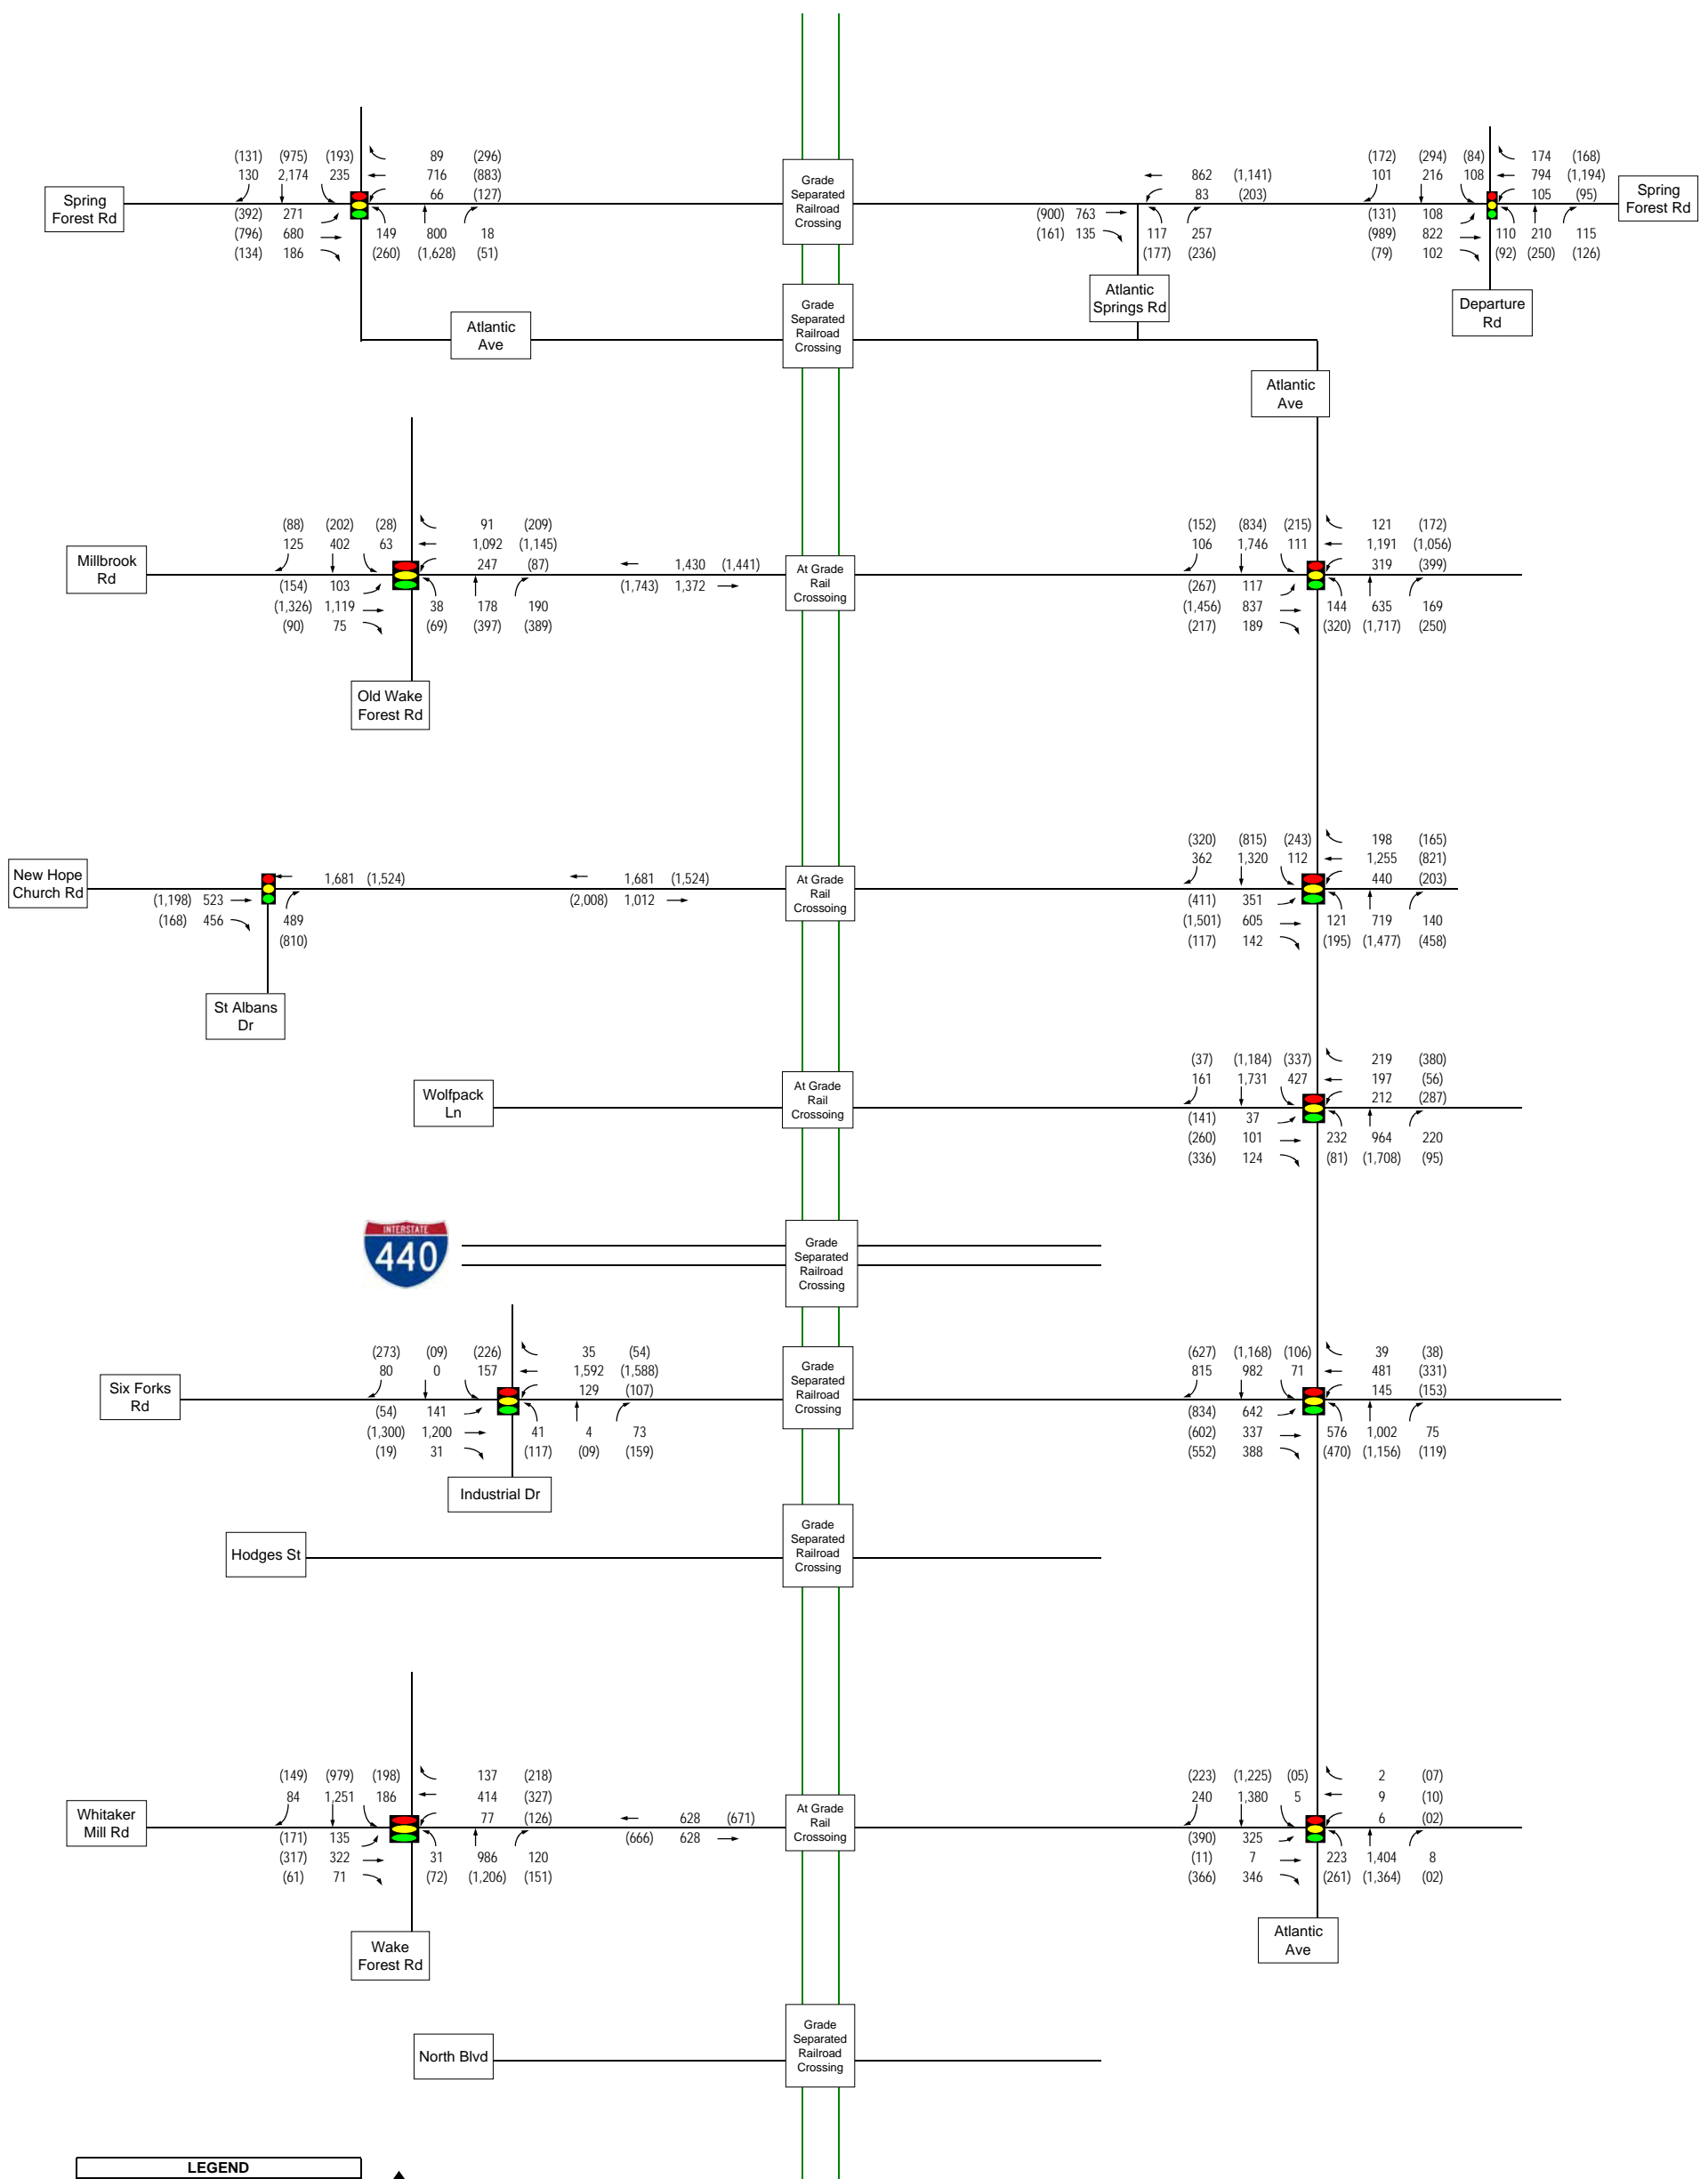 (131) (975) (193) 89 (296)
130 2,174 235 716 (883)
66 (127)
(392) 271
(796) 680 149 800 18
(134) 186 (260) (1,628) (51)
Spring
Forest Rd
Grade
Separated
Railroad
Crossing
862 (1,141)
83 (203)
(900) 763
(161) 135 117 257
(177) (236)
(172) (294) (84) 174 (168)
101 216 108 794 (1,194)
105 (95)
(131) 108
(989) 822 110 210 115
(79) 102 (92) (250) (126)
Spring
Forest Rd
Atlantic
Springs Rd
Departure
Rd
Atlantic
Ave
Grade
Separated
Railroad
Crossing
Atlantic
Ave
(88) (202) (28) 91 (209)
125 402 63 1,092 (1,145)
247 (87)
(154) 103
(1,326) 1,119 38 178 190
(90) 75 (69) (397) (389)
Millbrook
Rd
1,430 (1,441)
(1,743) 1,372
At Grade
Rail
Crossoing
(152) (834) (215) 121 (172)
106 1,746 111 1,191 (1,056)
319 (399)
(267) 117
(1,456) 837 144 635 169
(217) 189 (320) (1,717) (250)
Old Wake
Forest Rd
New Hope
Church Rd
1,681 (1,524)
(1,198) 523
(168) 456 489
(810)
1,681 (1,524)
(2,008) 1,012
At Grade
Rail
Crossoing
(320) (815) (243) 198 (165)
362 1,320 112 1,255 (821)
440 (203)
(411) 351
(1,501) 605 121 719 140
(117) 142 (195) (1,477) (458)
St Albans
Dr
Wolfpack
Ln
At Grade
Rail
Crossoing
(37) (1,184) (337) 219 (380)
161 1,731 427 197 (56)
212 (287)
(141) 37
(260) 101 232 964 220
(336) 124 (81) (1,708) (95)
INTERSTATE
440
Grade
Separated
Railroad
Crossing
(273) (09) (226) 35 (54)
80 0 157 1,592 (1,588)
129 (107)
(54) 141
(1,300) 1,200 41 4 73
(19) 31 (117) (09) (159)
Six Forks
Rd
Grade
Separated
Railroad
Crossing
(627) (1,168) (106) 39 (38)
815 982 71 481 (331)
145 (153)
(834) 642
(602) 337 576 1,002 75
(552) 388 (470) (1,156) (119)
Industrial Dr
Hodges St
Grade
Separated
Railroad
Crossing
(149) (979) (198) 137 (218)
84 1,251 186 414 (327)
77 (126)
(171) 135
(317) 322 31 986 120
(61) 71 (72) (1,206) (151)
Whitaker
Mill Rd
628 (671)
(666) 628
At Grade
Rail
Crossoing
(223) (1,225) (05) 2 (07)
240 1,380 5 9 (10)
6 (02)
(390) 325
(11) 7 223 1,404 8
(366) 346 (261) (1,364) (02)
Wake
Forest Rd
Atlantic
Ave
North Blvd
Grade
Separated
Railroad
Crossing
LEGEND